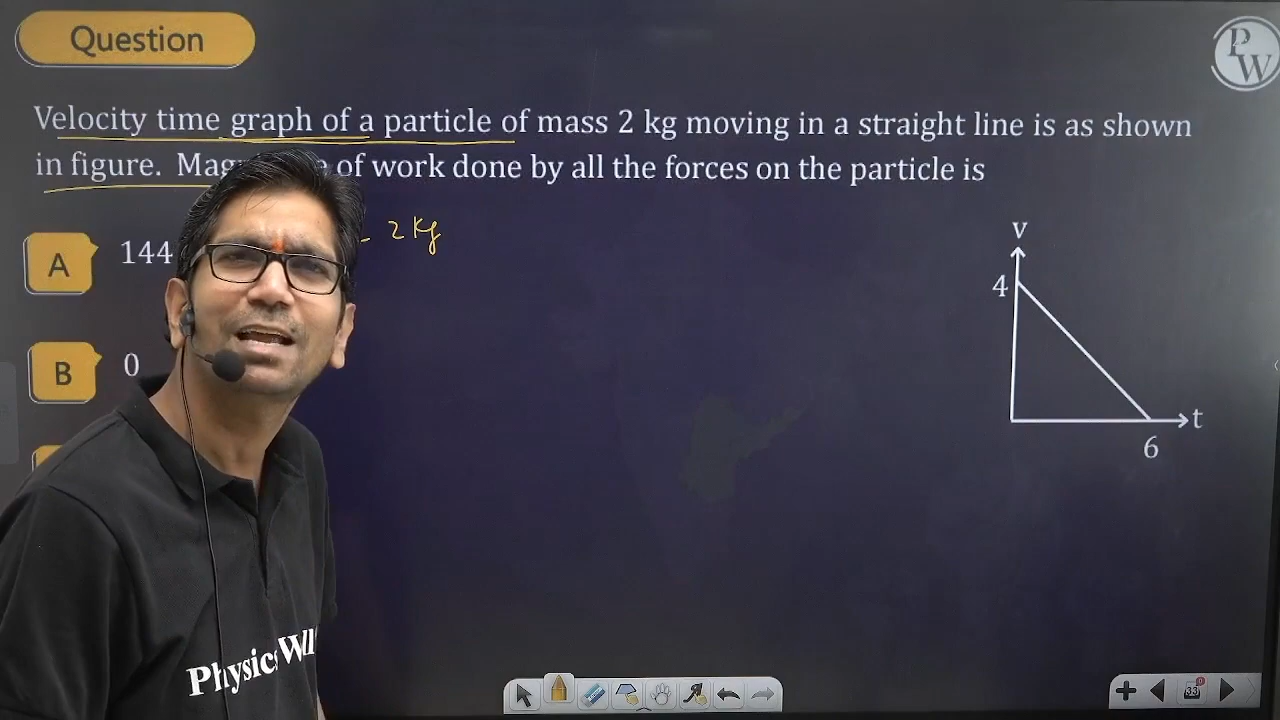 Question
PW
Velocity time graph of a particle of mass 2 kg moving in a straight line is as shown
in figure. of work done by all the forces on the particle is
2 kg
A 144
B 0
v
4
t
6
33